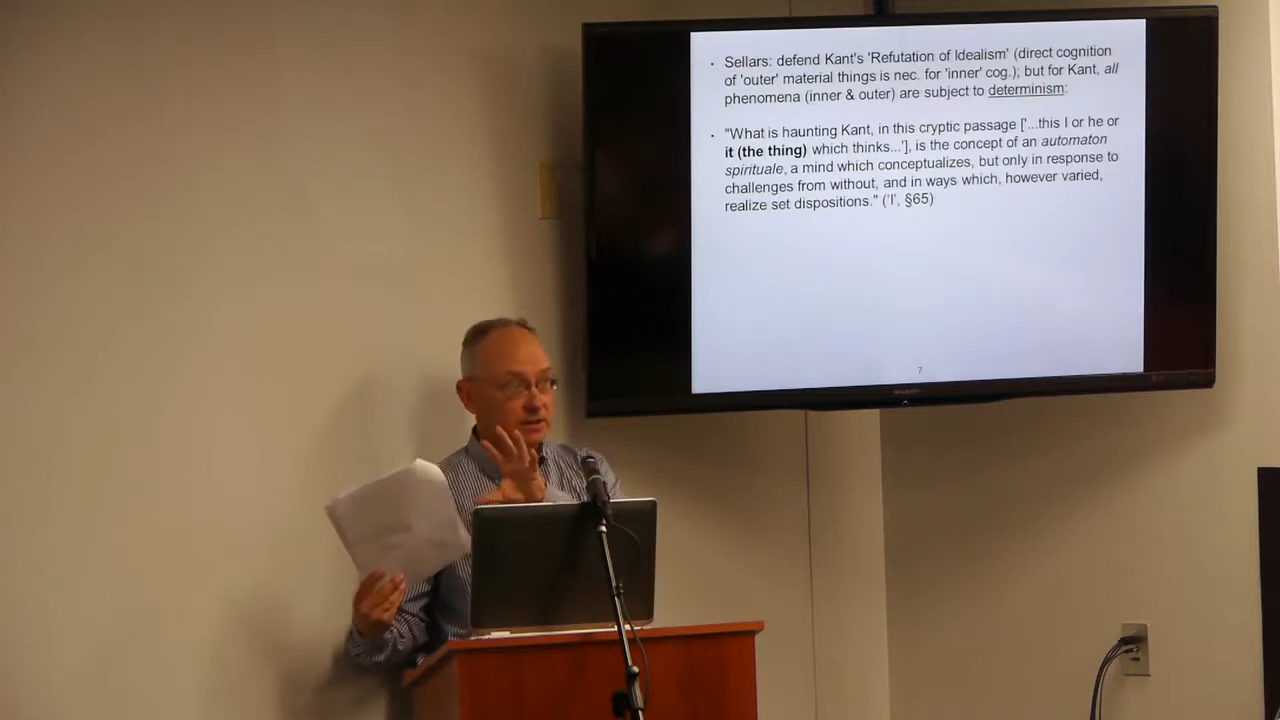 · Sellars: defend Kant's 'Refutation of Idealism' (direct cognition
of 'outer' material things is nec. for 'inner' cog.); but for Kant, all
phenomena (inner & outer) are subject to determinism:
· "What is haunting Kant, in this cryptic passage ['...this I or he or
it (the thing) which thinks...'], is the concept of an automaton
spirituale, a mind which conceptualizes, but only in response to
challenges from without, and in ways which, however varied,
realize set dispositions." ('I', §65)
7
SHARP